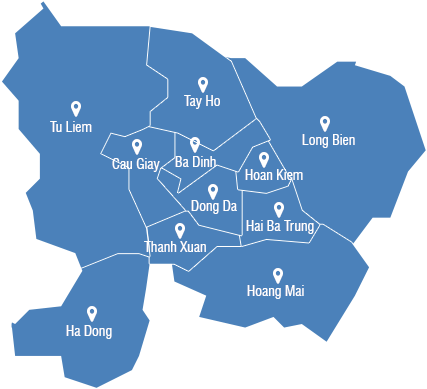 Tay Ho
Tu Liem
Long Bien
Cau Giay
Ba Dinh
Hoan Kiem
Dong Da
Hai Ba Trung
Thanh Xuan
Hoang Mai
Ha Dong